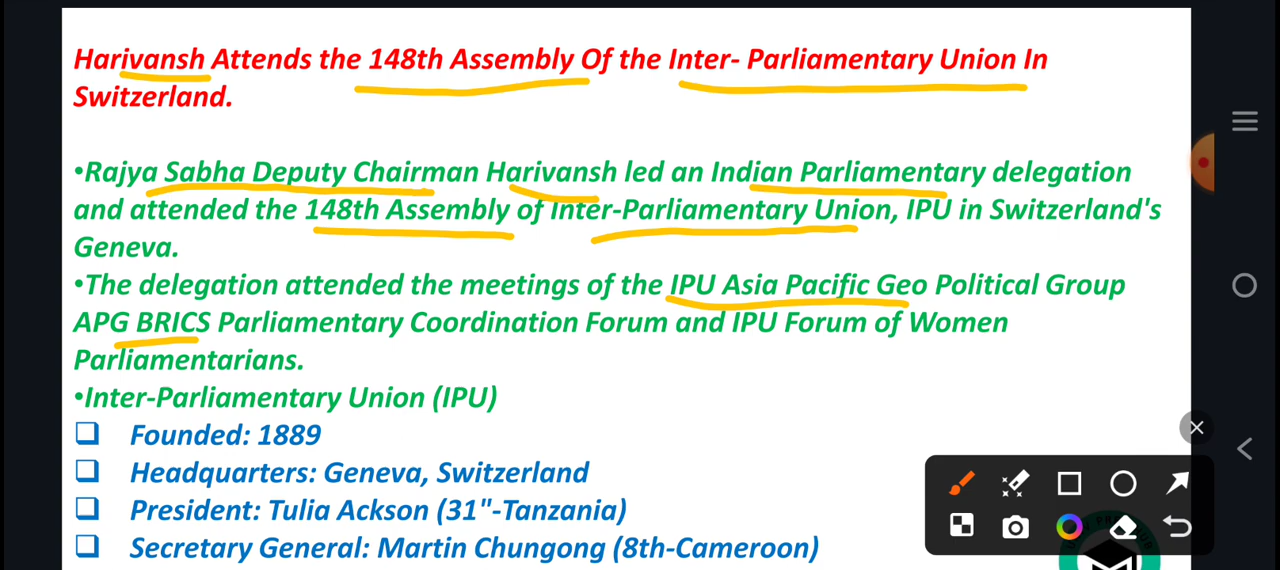 Harivansh Attends the 148th Assembly Of the Inter- Parliamentary Union In
Switzerland.
•Rajya Sabha Deputy Chairman Harivansh led an Indian Parliamentary delegation
and attended the 148th Assembly of Inter-Parliamentary Union, IPU in Switzerland's
Geneva.
•The delegation attended the meetings of the IPU Asia Pacific Geo Political Group
APG BRICS Parliamentary Coordination Forum and IPU Forum of Women
Parliamentarians.
•Inter-Parliamentary Union (IPU)
❑ Founded: 1889
❑ Headquarters: Geneva, Switzerland
❑ President: Tulia Ackson (31"-Tanzania)
❑ Secretary General: Martin Chungong (8th-Cameroon)